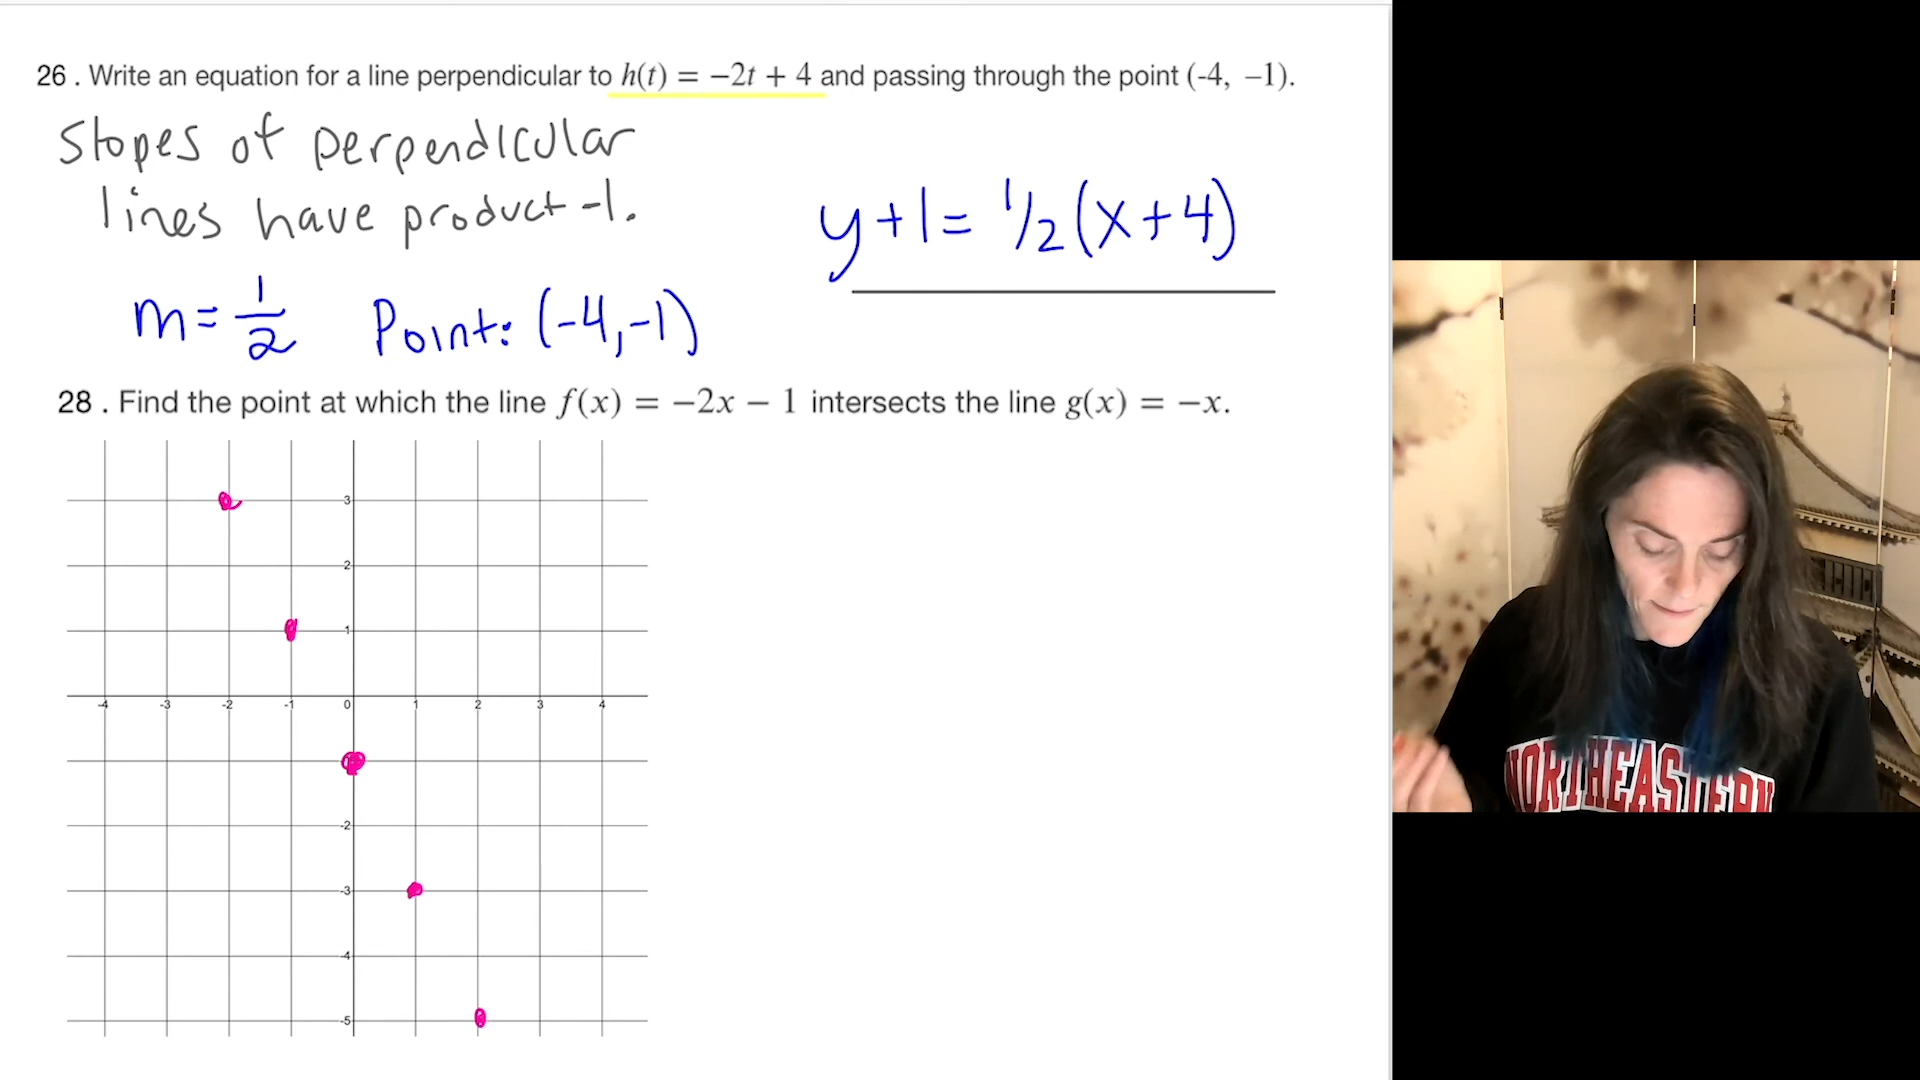 26 . Write an equation for a line perpendicular to h(t) = −2t + 4 and passing through the point (-4, −1).
Slopes of perpendicular
lines have product -1.
y+1= 1/2(x+4)
m= 1/2 Point: (-4,-1)
28 . Find the point at which the line f(x) = −2x − 1 intersects the line g(x) = −x.
3
2
1
-4 -3 -2 -1 0 1 2 3 4
-2
-3
-4
-5
NORTHEASTERN